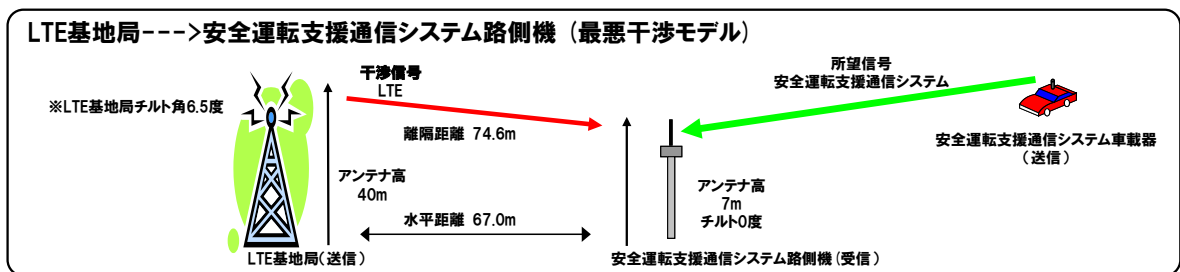 LTE基地局--->安全運転支援通信システム路側機（最悪干渉モデル）
※LTE基地局チルト角6.5度
干渉信号
LTE
離隔距離 74.6m
アンテナ高
40m
水平距離 67.0m
LTE基地局（送信）
所望信号
安全運転支援通信システム
安全運転支援通信システム車載器
（送信）
アンテナ高
7m
チルト0度
安全運転支援通信システム路側機（受信）